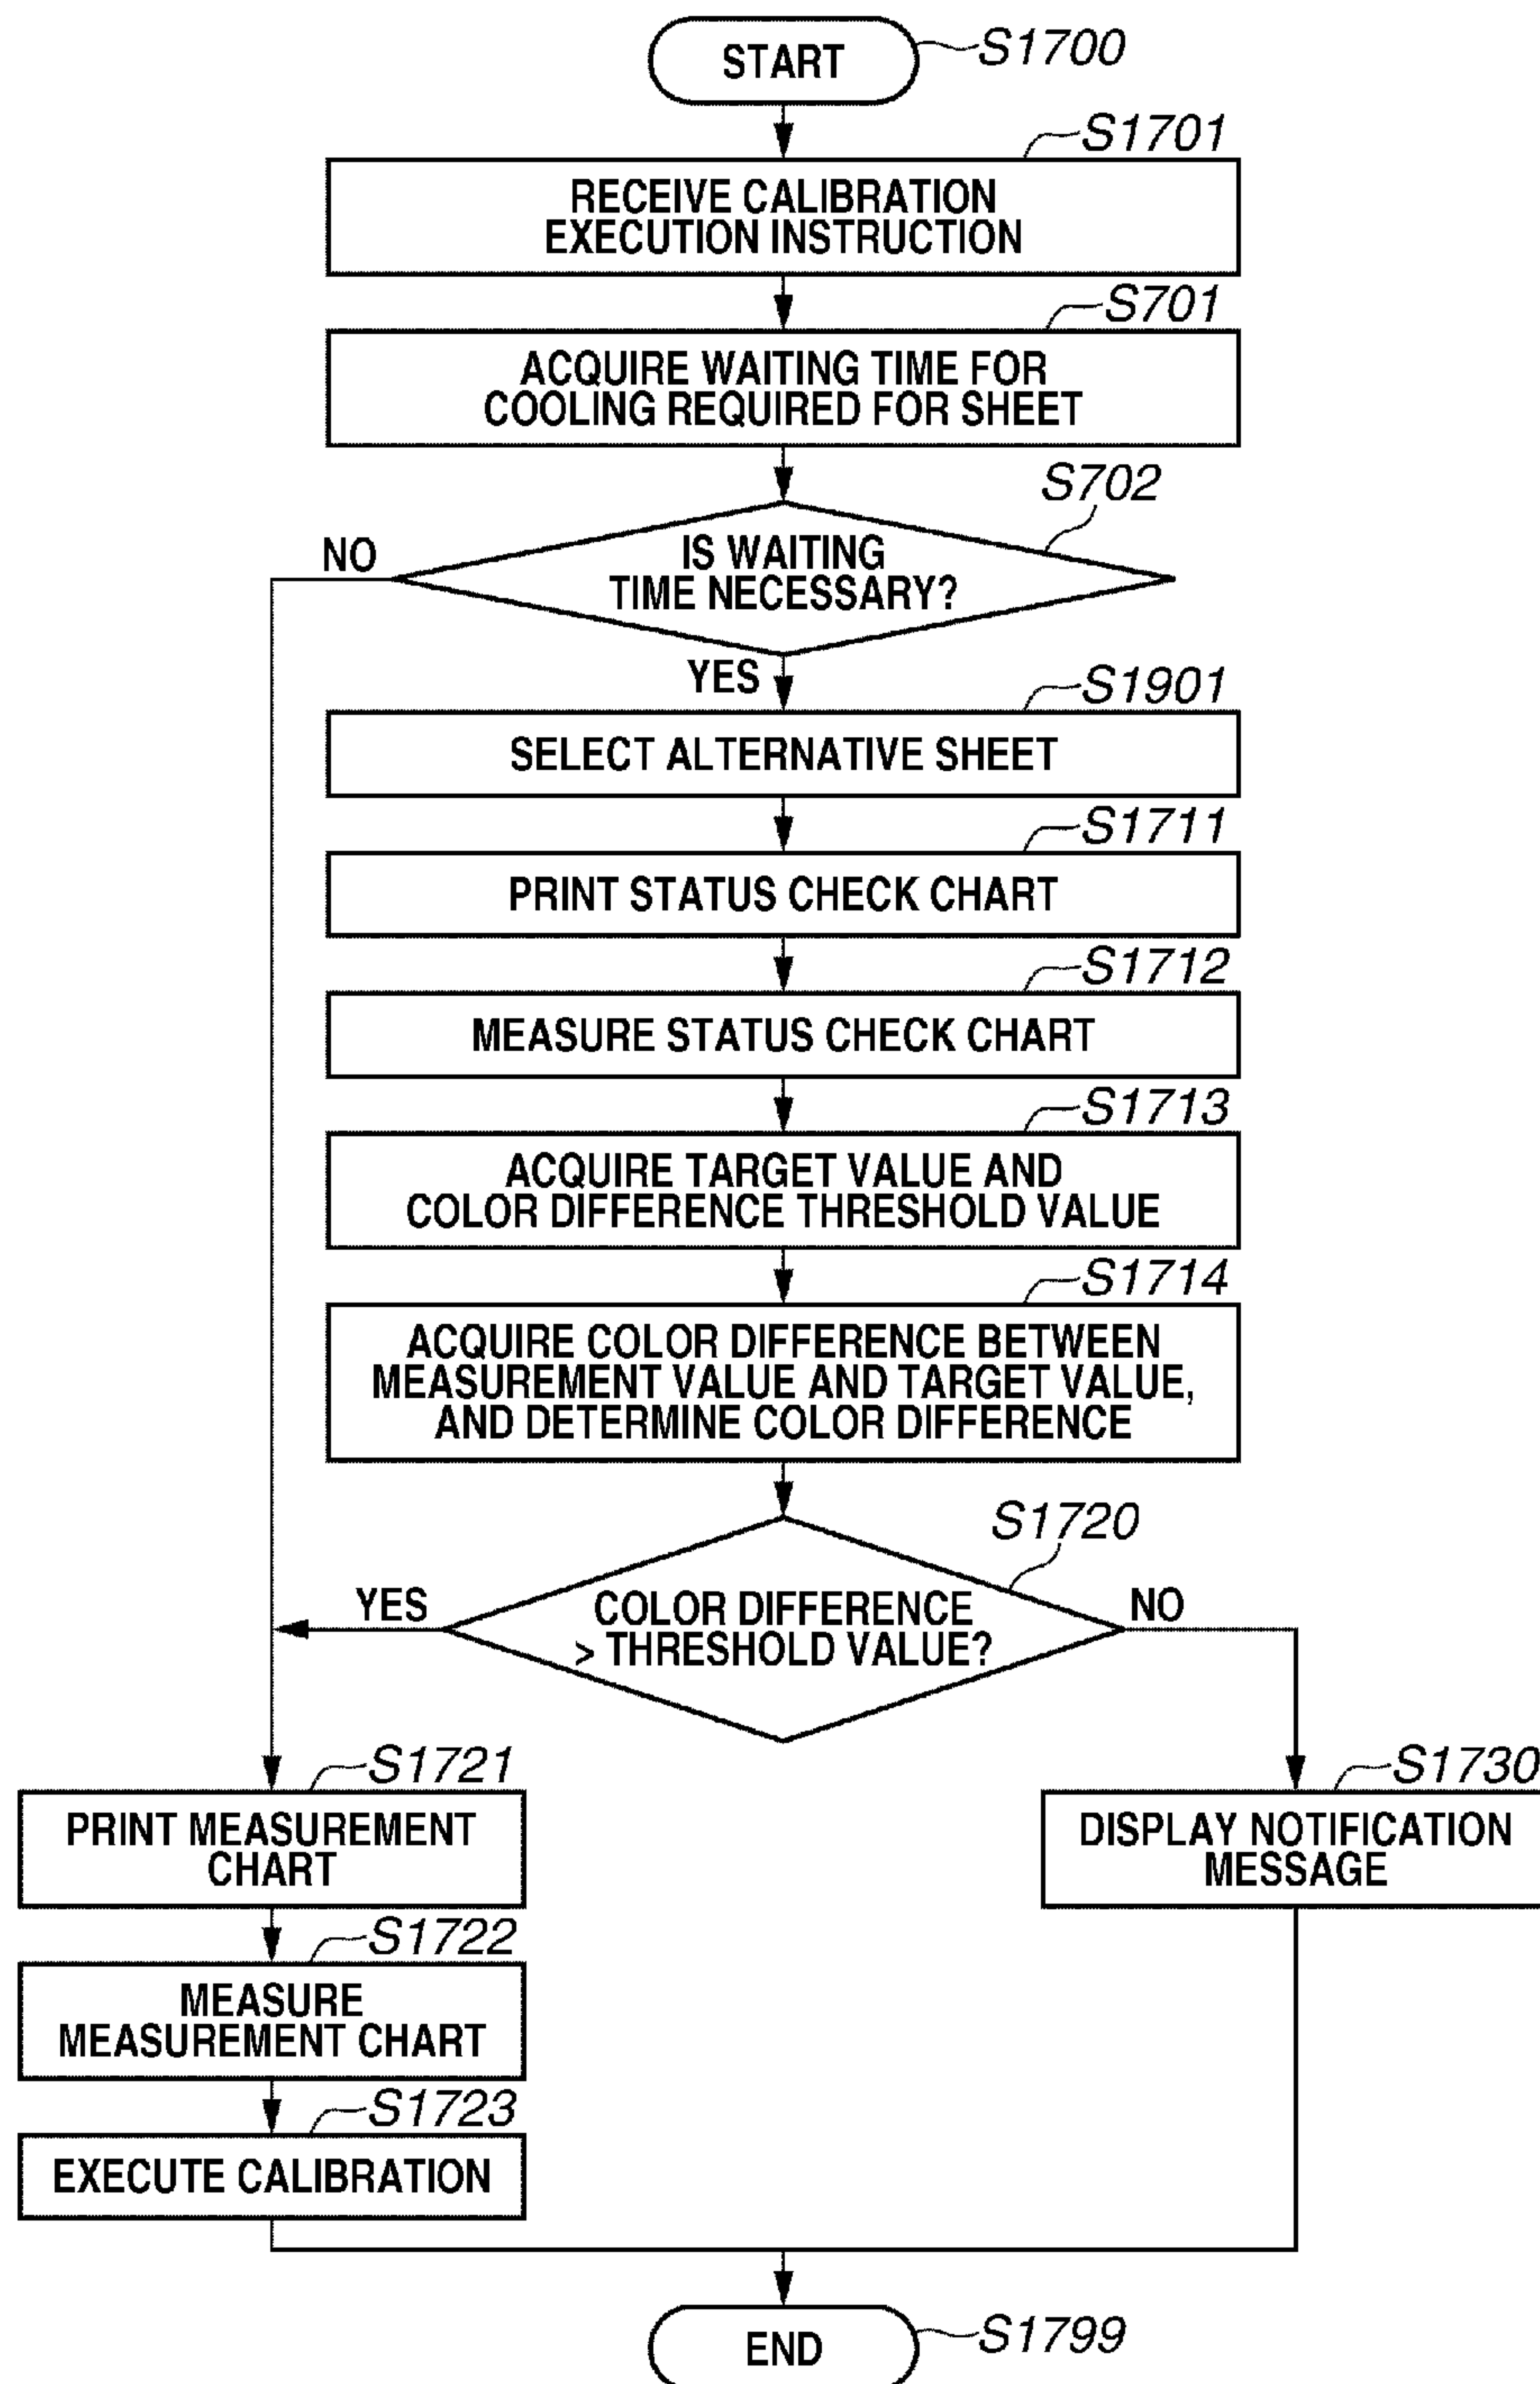 START
S1700
S1701
RECEIVE CALIBRATION
EXECUTION INSTRUCTION
S701
ACQUIRE WAITING TIME FOR
COOLING REQUIRED FOR SHEET
S702
NO
IS WAITING
TIME NECESSARY?
YES
S1901
SELECT ALTERNATIVE SHEET
S1711
PRINT STATUS CHECK CHART
S1712
MEASURE STATUS CHECK CHART
S1713
ACQUIRE TARGET VALUE AND
COLOR DIFFERENCE THRESHOLD VALUE
S1714
ACQUIRE COLOR DIFFERENCE BETWEEN
MEASUREMENT VALUE AND TARGET VALUE,
AND DETERMINE COLOR DIFFERENCE
S1720
YES
COLOR DIFFERENCE
> THRESHOLD VALUE?
NO
S1721
PRINT MEASUREMENT
CHART
S1730
DISPLAY NOTIFICATION
MESSAGE
S1722
MEASURE
MEASUREMENT CHART
S1723
EXECUTE CALIBRATION
END
S1799